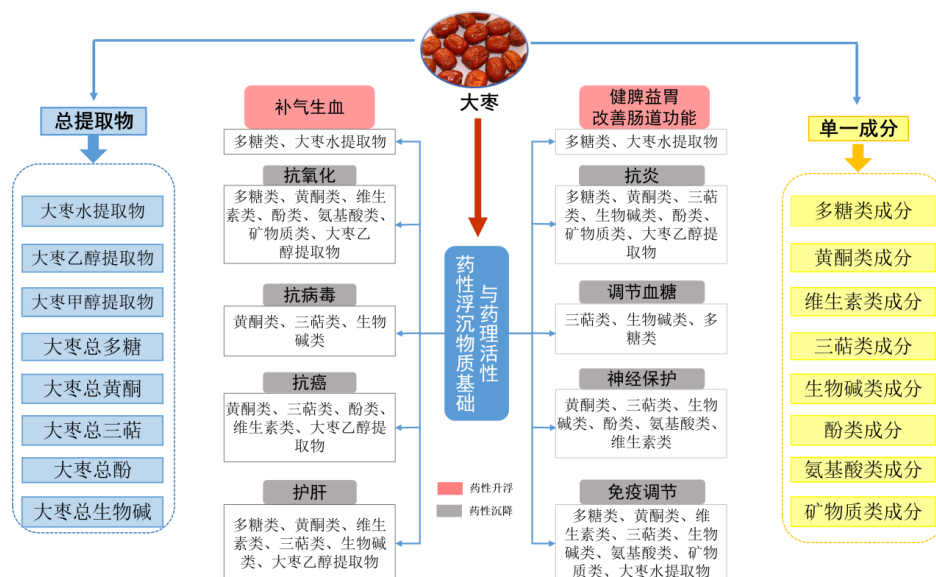 大枣
总提取物
大枣水提取物
大枣乙醇提取物
大枣甲醇提取物
大枣总多糖
大枣总黄酮
大枣总三萜
大枣总酚
大枣总生物碱
补气生血
多糖类、大枣水提取物
抗氧化
多糖类、黄酮类、维生
素类、酚类、氨基酸类、
矿物质类、大枣乙
醇提取物
抗病毒
黄酮类、三萜类、生物
碱类
抗癌
黄酮类、三萜类、酚类、
维生素类、大枣乙醇提
取物
护肝
多糖类、黄酮类、维生
素类、三萜类、生物碱
类、大枣乙醇提取物
药性浮沉物质基础
与药理活性
药性升浮
药性沉降
健脾益胃
改善肠道功能
多糖类、大枣水提取物
抗炎
多糖类、黄酮类、三萜
类、生物碱类、酚类、
矿物质类、大枣乙醇提
取物
调节血糖
三萜类、生物碱类、多
糖类
神经保护
黄酮类、三萜类、生物
碱类、酚类、氨基酸类、
维生素类
免疫调节
多糖类、黄酮类、维
生素类、三萜类、生物
碱类、氨基酸类、矿物
质类、大枣水提取物
单一成分
多糖类成分
黄酮类成分
维生素类成分
三萜类成分
生物碱类成分
酚类成分
氨基酸类成分
矿物质类成分